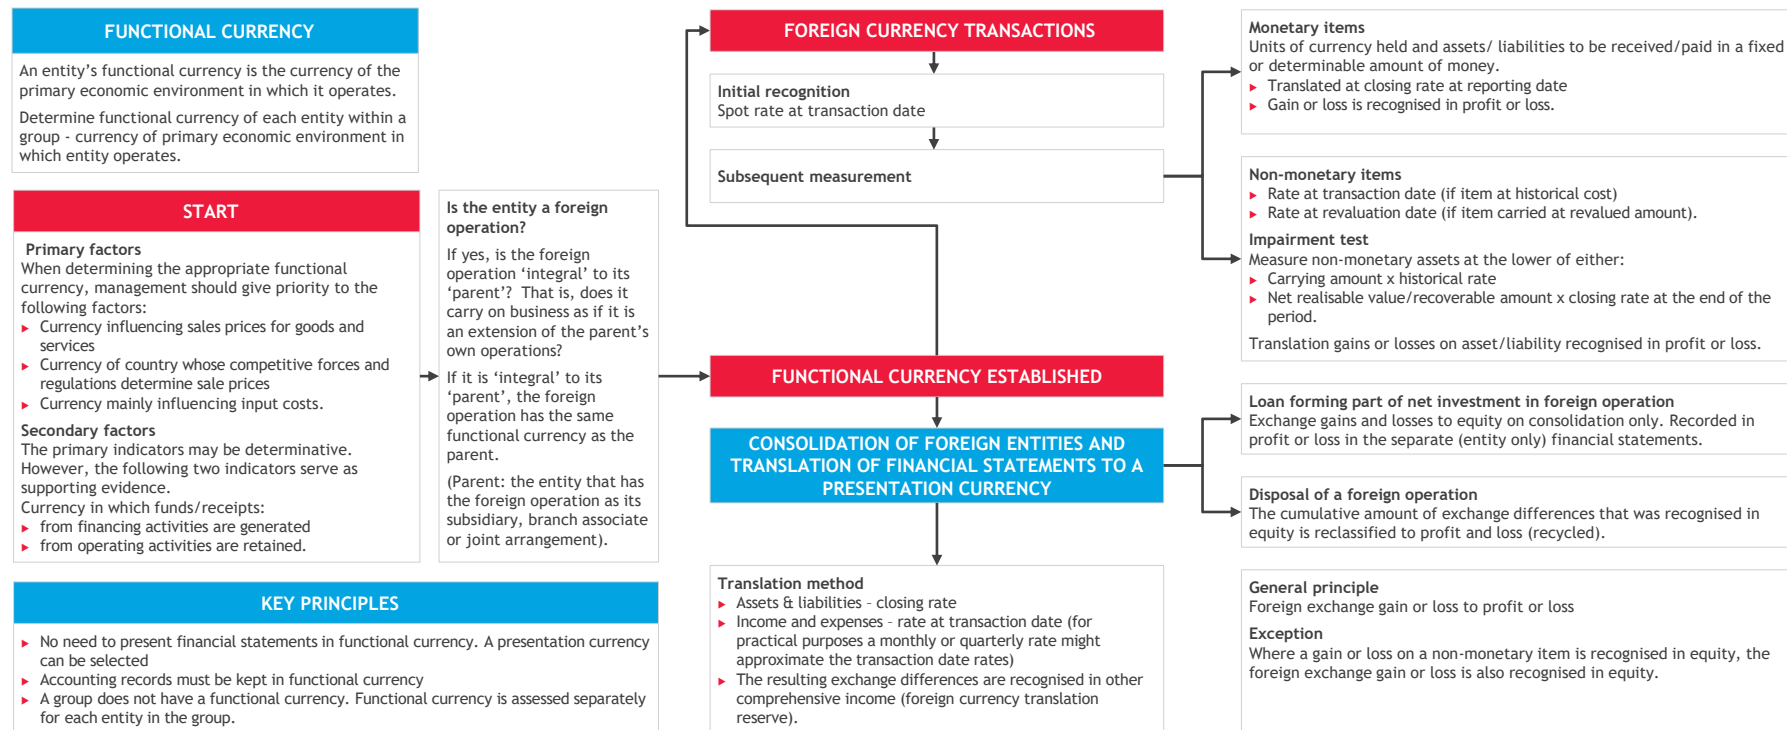 FUNCTIONAL CURRENCY
An entity's functional currency is the currency of the
primary economic environment in which it operates.
Determine functional currency of each entity within a
group - currency of primary economic environment in
which entity operates.
START
Primary factors
When determining the appropriate functional
currency, management should give priority to the
following factors:
► Currency influencing sales prices for goods and
services
► Currency of country whose competitive forces and
regulations determine sale prices
► Currency mainly influencing input costs.
Secondary factors
The primary indicators may be determinative.
However, the following two indicators serve as
supporting evidence.
Currency in which funds/receipts:
► from financing activities are generated
► from operating activities are retained.
Is the entity a foreign
operation?
If yes, is the foreign
operation 'integral' to its
'parent'? That is, does it
carry on business as if it is
an extension of the parent's
own operations?
If it is 'integral' to its
'parent', the foreign
operation has the same
functional currency as the
parent.
(Parent: the entity that has
the foreign operation as its
subsidiary, branch associate
or joint arrangement).
KEY PRINCIPLES
► No need to present financial statements in functional currency. A presentation currency
can be selected
► Accounting records must be kept in functional currency
► A group does not have a functional currency. Functional currency is assessed separately
for each entity in the group.
FOREIGN CURRENCY TRANSACTIONS
Initial recognition
Spot rate at transaction date
Subsequent measurement
FUNCTIONAL CURRENCY ESTABLISHED
CONSOLIDATION OF FOREIGN ENTITIES AND
TRANSLATION OF FINANCIAL STATEMENTS TO A
PRESENTATION CURRENCY
Translation method
► Assets & liabilities – closing rate
► Income and expenses – rate at transaction date (for
practical purposes a monthly or quarterly rate might
approximate the transaction date rates)
► The resulting exchange differences are recognised in other
comprehensive income (foreign currency translation
reserve).
Monetary items
Units of currency held and assets/ liabilities to be received/paid in a fixed
or determinable amount of money.
► Translated at closing rate at reporting date
► Gain or loss is recognised in profit or loss.
Non-monetary items
► Rate at transaction date (if item at historical cost)
► Rate at revaluation date (if item carried at revalued amount).
Impairment test
Measure non-monetary assets at the lower of either:
► Carrying amount x historical rate
► Net realisable value/recoverable amount x closing rate at the end of the
period.
Translation gains or losses on asset/liability recognised in profit or loss.
Loan forming part of net investment in foreign operation
Exchange gains and losses to equity on consolidation only. Recorded in
profit or loss in the separate (entity only) financial statements.
Disposal of a foreign operation
The cumulative amount of exchange differences that was recognised in
equity is reclassified to profit and loss (recycled).
General principle
Foreign exchange gain or loss to profit or loss
Exception
Where a gain or loss on a non-monetary item is recognised in equity, the
foreign exchange gain or loss is also recognised in equity.